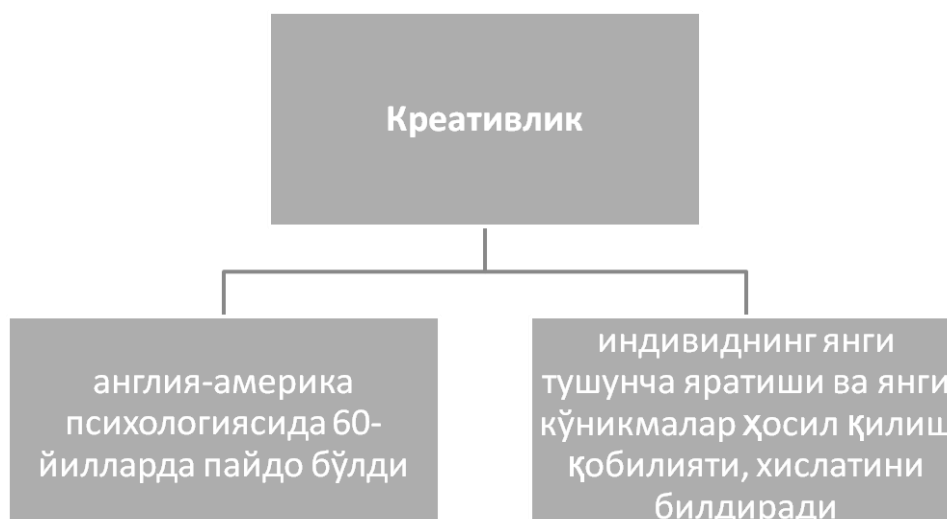 Креативлик
англия-америка
психологиясида 60-
йилларда пайдо бўлди
индивиднинг янги
тушунча яратиши ва янги
кўникмалар ҳосил қилиш
қобилияти, хислатини
билдиради